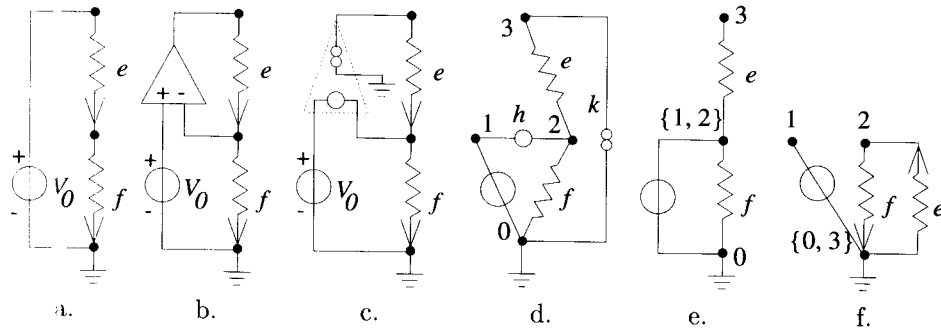 +
-
V0
e
f
+ -
+
-
V0
e
f
+
-
V0
e
f
3
e
k
h
1
2
f
0
3
e
{1, 2}
f
0
1
2
f
e
{0, 3}
a.
b.
c.
d.
e.
f.